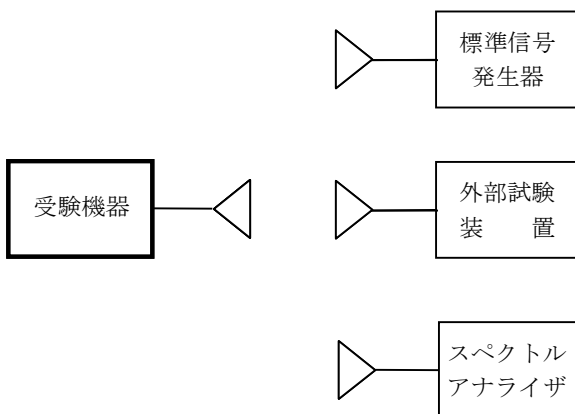 標準信号
発生器
受験機器
外部試験
装　　置
スペクトル
アナライザ